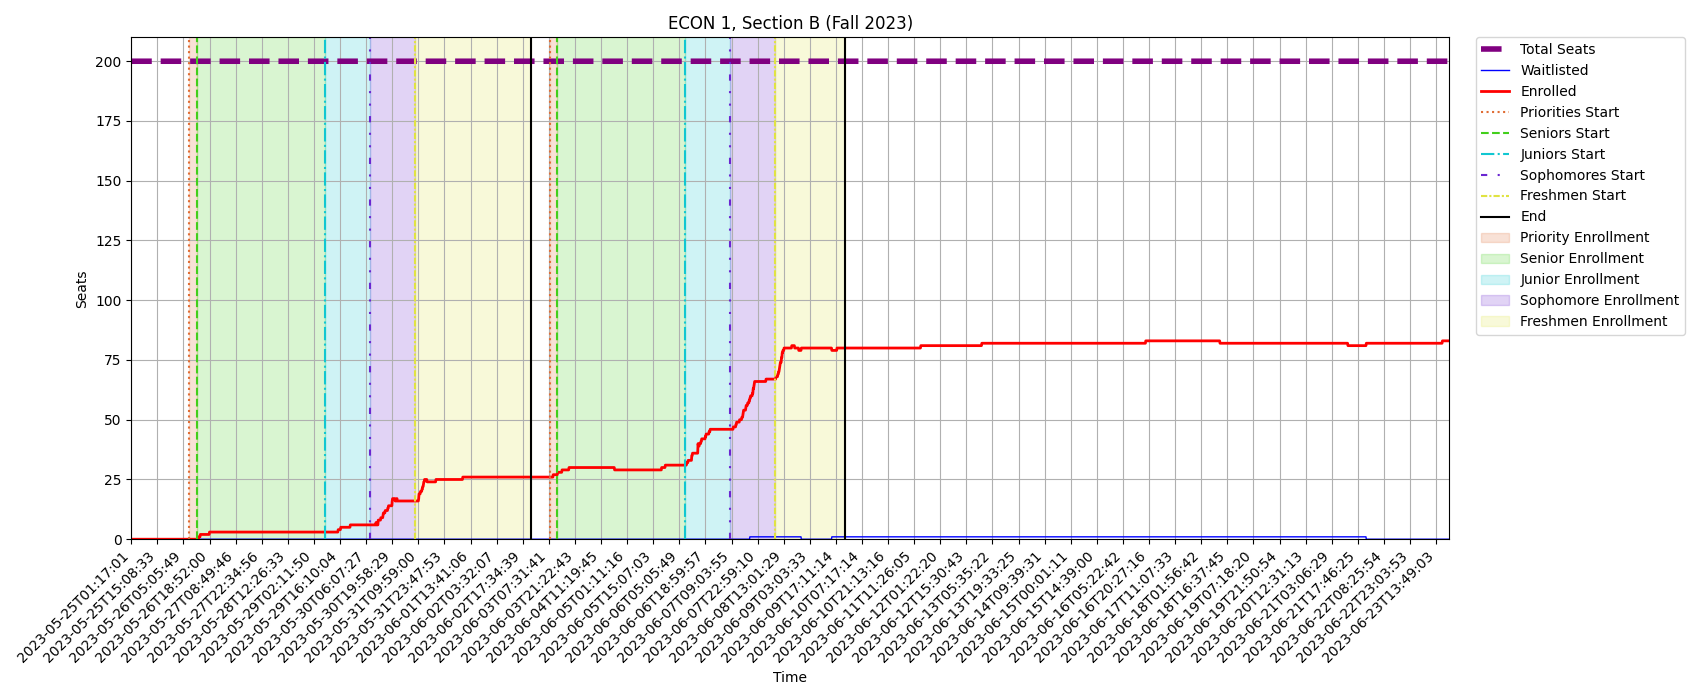 ECON 1, Section B (Fall 2023)
Seats
200
175
150
125
100
75
50
25
0
2023-05-25T01:17:01
2023-05-25T15:08:33
2023-05-26T05:05:49
2023-05-26T18:52:00
2023-05-27T08:49:46
2023-05-27T22:34:56
2023-05-28T12:26:33
2023-05-29T02:11:50
2023-05-29T16:10:04
2023-05-30T06:07:27
2023-05-30T19:58:29
2023-05-31T09:59:00
2023-05-31T23:47:53
2023-06-01T13:41:06
2023-06-02T03:32:07
2023-06-02T17:34:39
2023-06-03T07:31:41
2023-06-03T21:22:43
2023-06-04T11:19:45
2023-06-05T01:11:16
2023-06-05T15:07:03
2023-06-06T05:05:49
2023-06-06T18:59:57
2023-06-07T09:03:55
2023-06-07T22:59:10
2023-06-08T13:01:29
2023-06-09T03:03:33
2023-06-09T17:11:14
2023-06-10T07:17:14
2023-06-10T21:13:16
2023-06-11T11:26:05
2023-06-12T01:22:20
2023-06-12T15:30:43
2023-06-13T05:35:22
2023-06-13T19:33:25
2023-06-14T09:39:31
2023-06-15T00:01:11
2023-06-15T14:39:00
2023-06-16T05:22:42
2023-06-16T20:27:16
2023-06-17T11:07:33
2023-06-18T01:56:42
2023-06-18T16:37:45
2023-06-19T07:18:20
2023-06-19T21:50:54
2023-06-20T12:31:13
2023-06-21T03:06:29
2023-06-21T17:46:25
2023-06-22T08:25:54
2023-06-22T23:03:53
2023-06-23T13:49:03
Time
Total Seats
Waitlisted
Enrolled
Priorities Start
Seniors Start
Juniors Start
Sophomores Start
Freshmen Start
End
Priority Enrollment
Senior Enrollment
Junior Enrollment
Sophomore Enrollment
Freshmen Enrollment